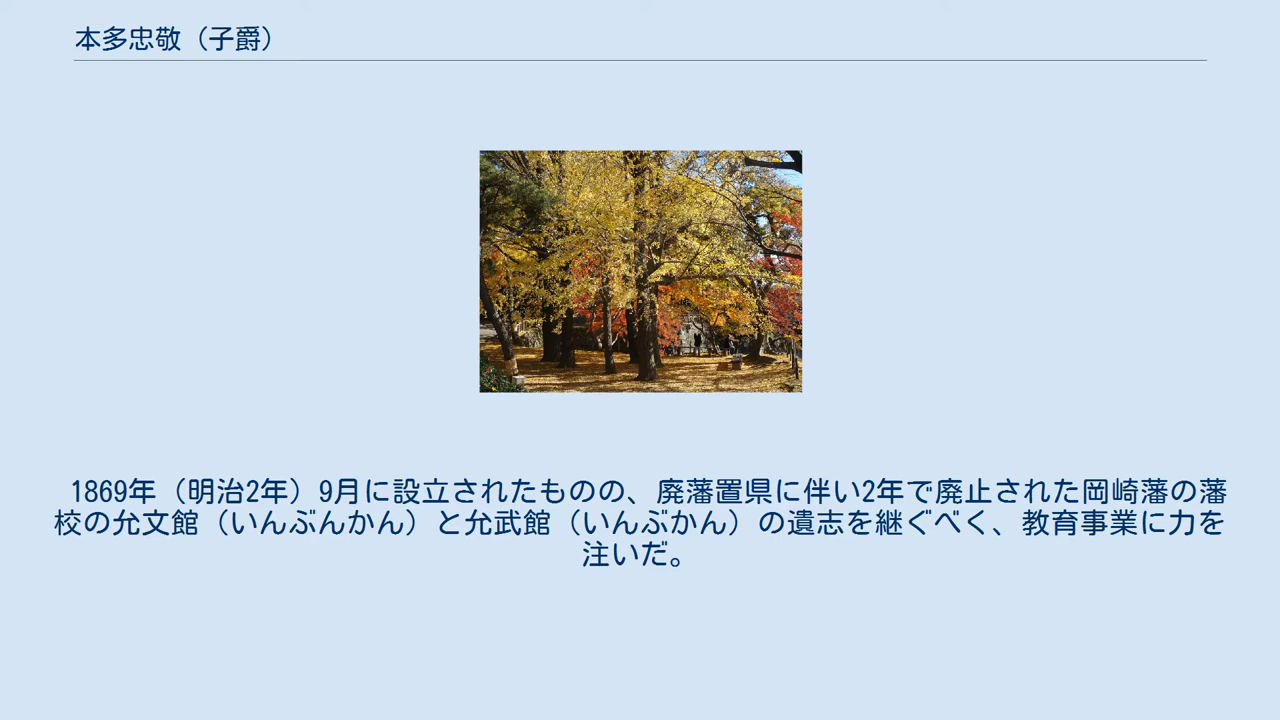 本多忠敬（子爵）
1869年（明治2年）9月に設立されたものの、廃藩置県に伴い2年で廃止された岡崎藩の藩
校の允文館（いんぶんかん）と允武館（いんぶかん）の遺志を継ぐべく、教育事業に力を
注いだ。